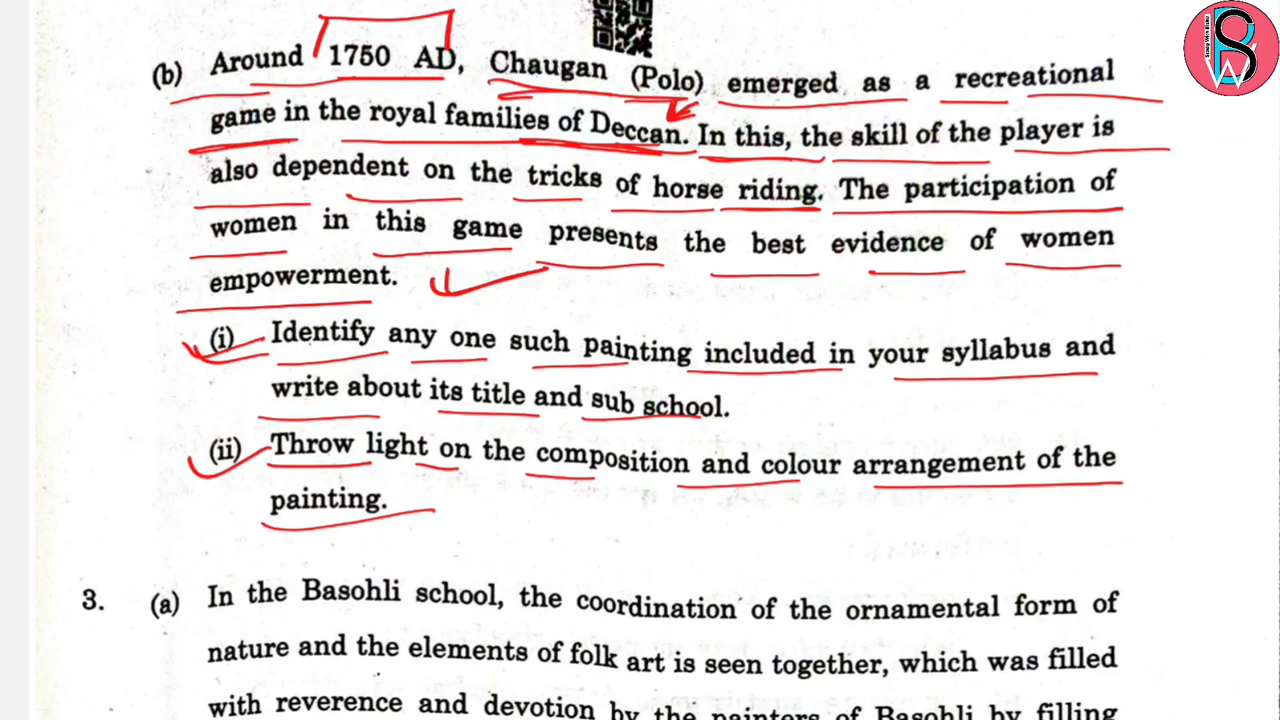 (b) Around 1750 AD, Chaugan (Polo) emerged as a recreational
game in the royal families of Deccan. In this, the skill of the player is
also dependent on the tricks of horse riding. The participation of
women in this game presents the best evidence of women
empowerment.
(i) Identify any one such painting included in your syllabus and
write about its title and sub school.
(ii) Throw light on the composition and colour arrangement of the
painting.
3. (a) In the Basohli school, the coordination of the ornamental form of
nature and the elements of folk art is seen together, which was filled
with reverence and devotion by the painters of Basohli by filling